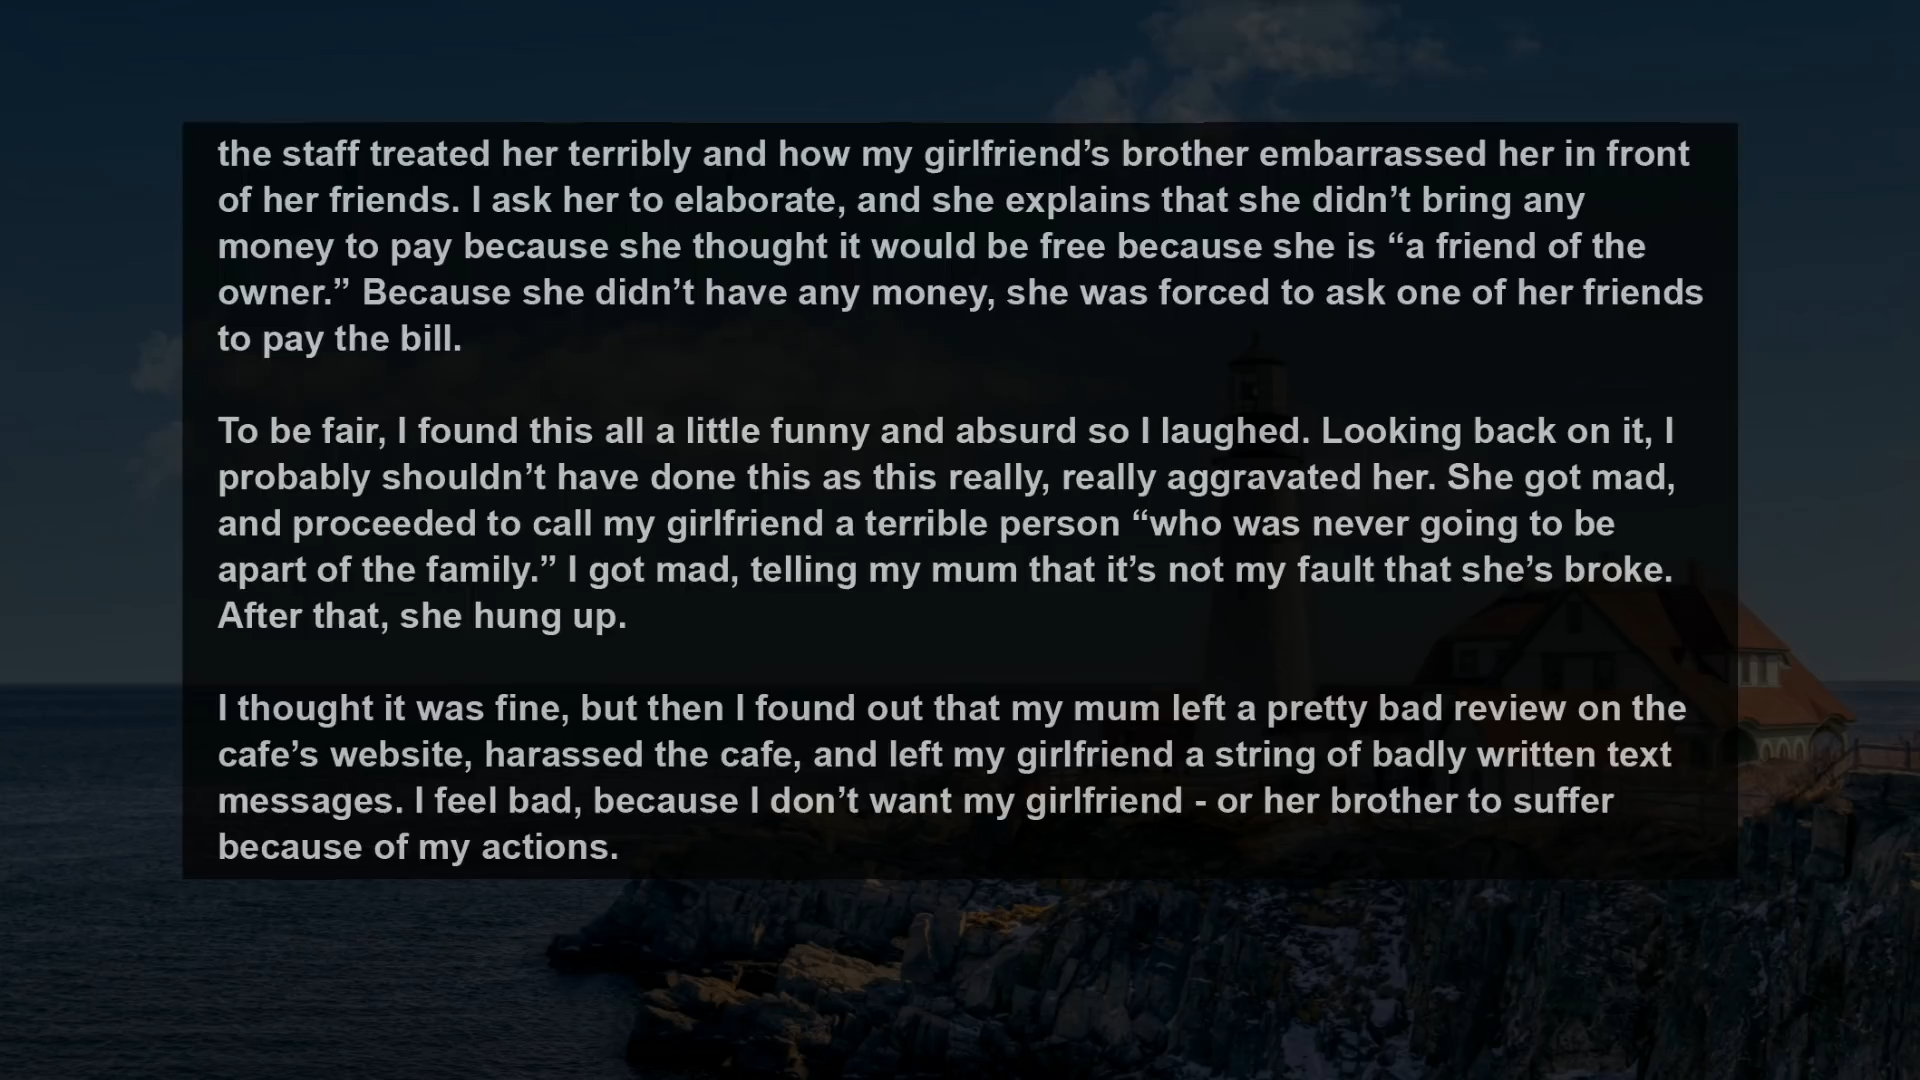 the staff treated her terribly and how my girlfriend’s brother embarrassed her in front
of her friends. I ask her to elaborate, and she explains that she didn’t bring any
money to pay because she thought it would be free because she is “a friend of the
owner.” Because she didn’t have any money, she was forced to ask one of her friends
to pay the bill.
To be fair, I found this all a little funny and absurd so I laughed. Looking back on it, I
probably shouldn’t have done this as this really, really aggravated her. She got mad,
and proceeded to call my girlfriend a terrible person “who was never going to be
apart of the family.” I got mad, telling my mum that it’s not my fault that she’s broke.
After that, she hung up.
I thought it was fine, but then I found out that my mum left a pretty bad review on the
cafe’s website, harassed the cafe, and left my girlfriend a string of badly written text
messages. I feel bad, because I don’t want my girlfriend - or her brother to suffer
because of my actions.